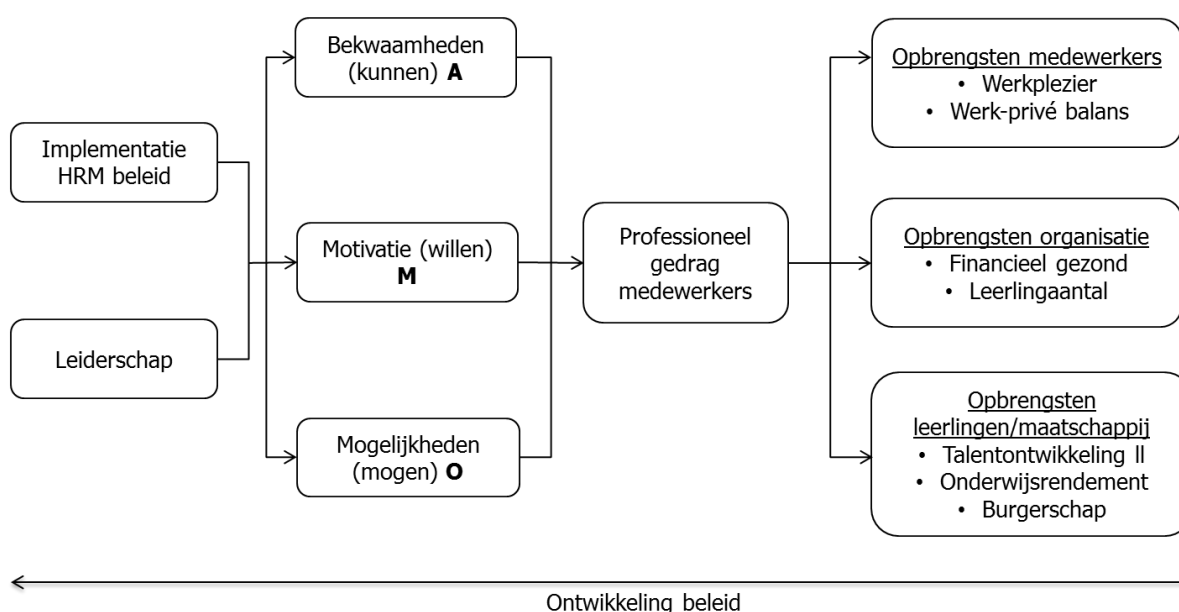 Implementatie
HRM beleid
Leiderschap
Bekwaamheden
(kunnen) A
Motivatie (willen)
M
Mogelijkheden
(mogen) O
Professioneel
gedrag
medewerkers
Opbrengsten medewerkers
• Werkplezier
• Werk-privé balans
Opbrengsten organisatie
• Financieel gezond
• Leerlingaantal
Opbrengsten
leerlingen/maatschappij
• Talentontwikkeling ll
• Onderwijsrendement
• Burgerschap
Ontwikkeling beleid